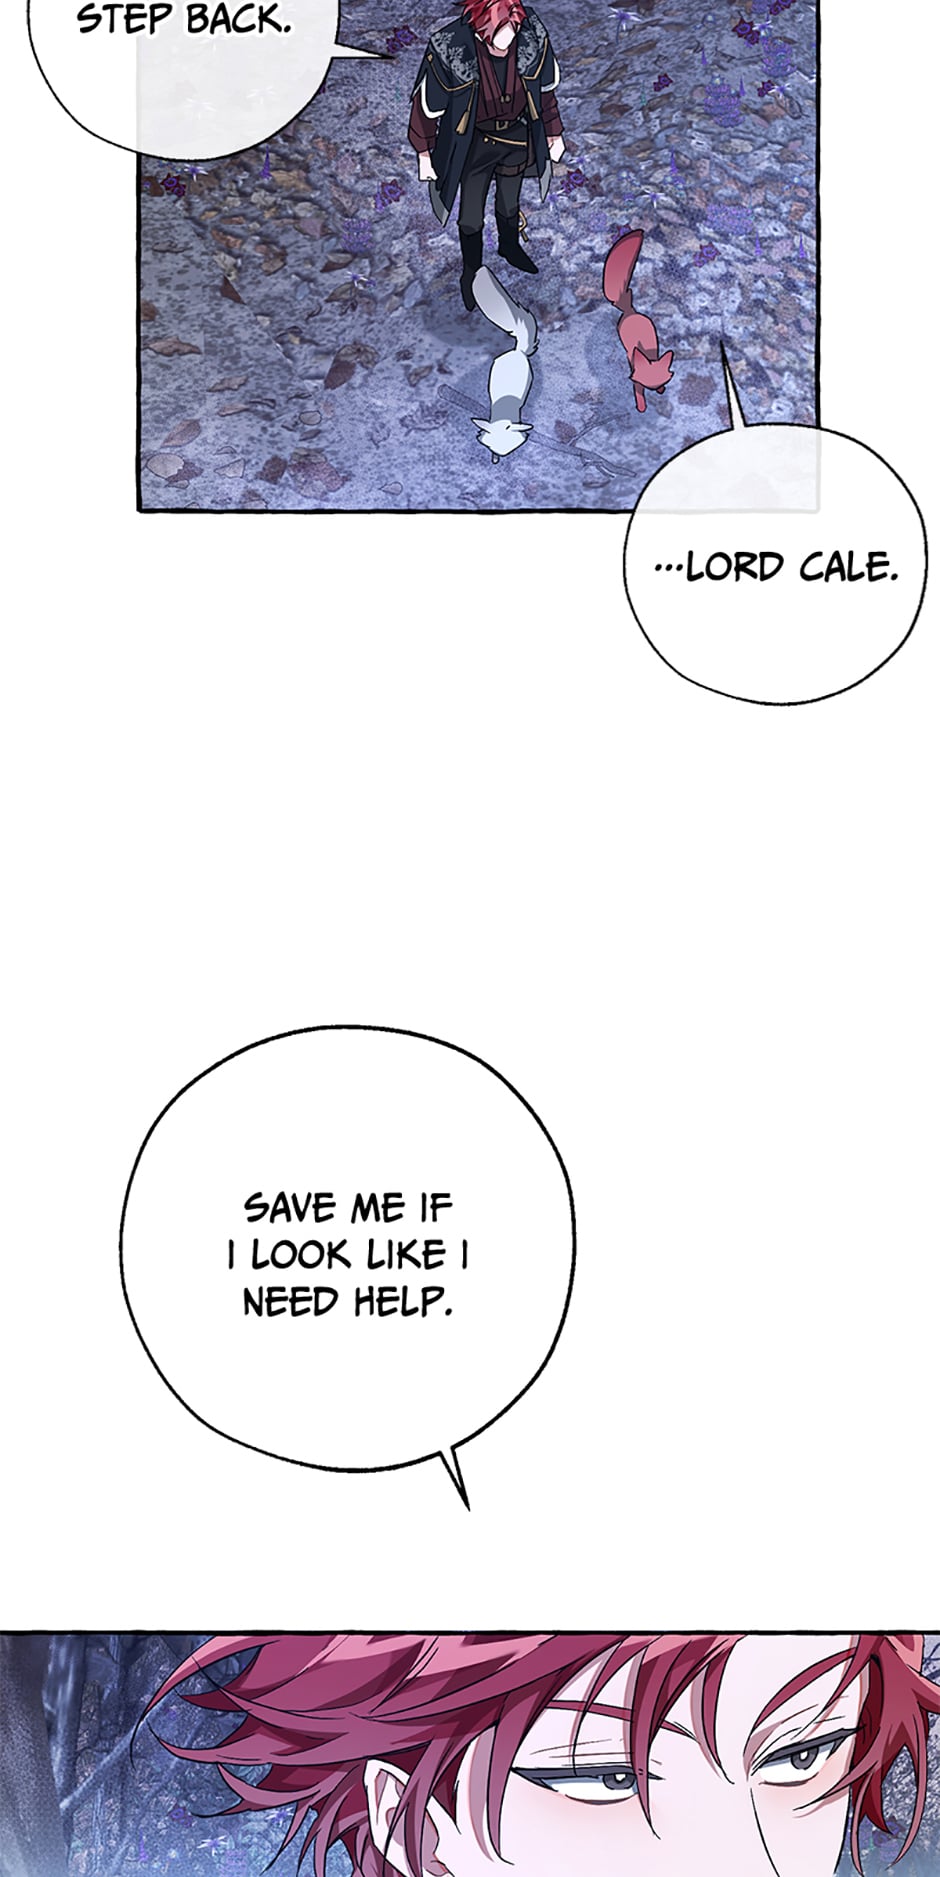 STEP BACK.
...LORD CALE.
SAVE ME IF
I LOOK LIKE I
NEED HELP.